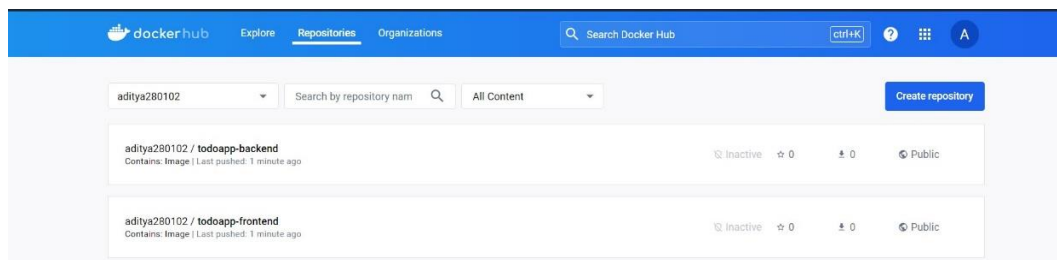 dockerhub Explore Repositories Organizations Search Docker Hub ctrl+K ? A
aditya280102 Search by repository nam All Content Create repository
aditya280102 / todoapp-backend
Contains: Image | Last pushed: 1 minute ago
Inactive 0 0 Public
aditya280102 / todoapp-frontend
Contains: Image | Last pushed: 1 minute ago
Inactive 0 0 Public